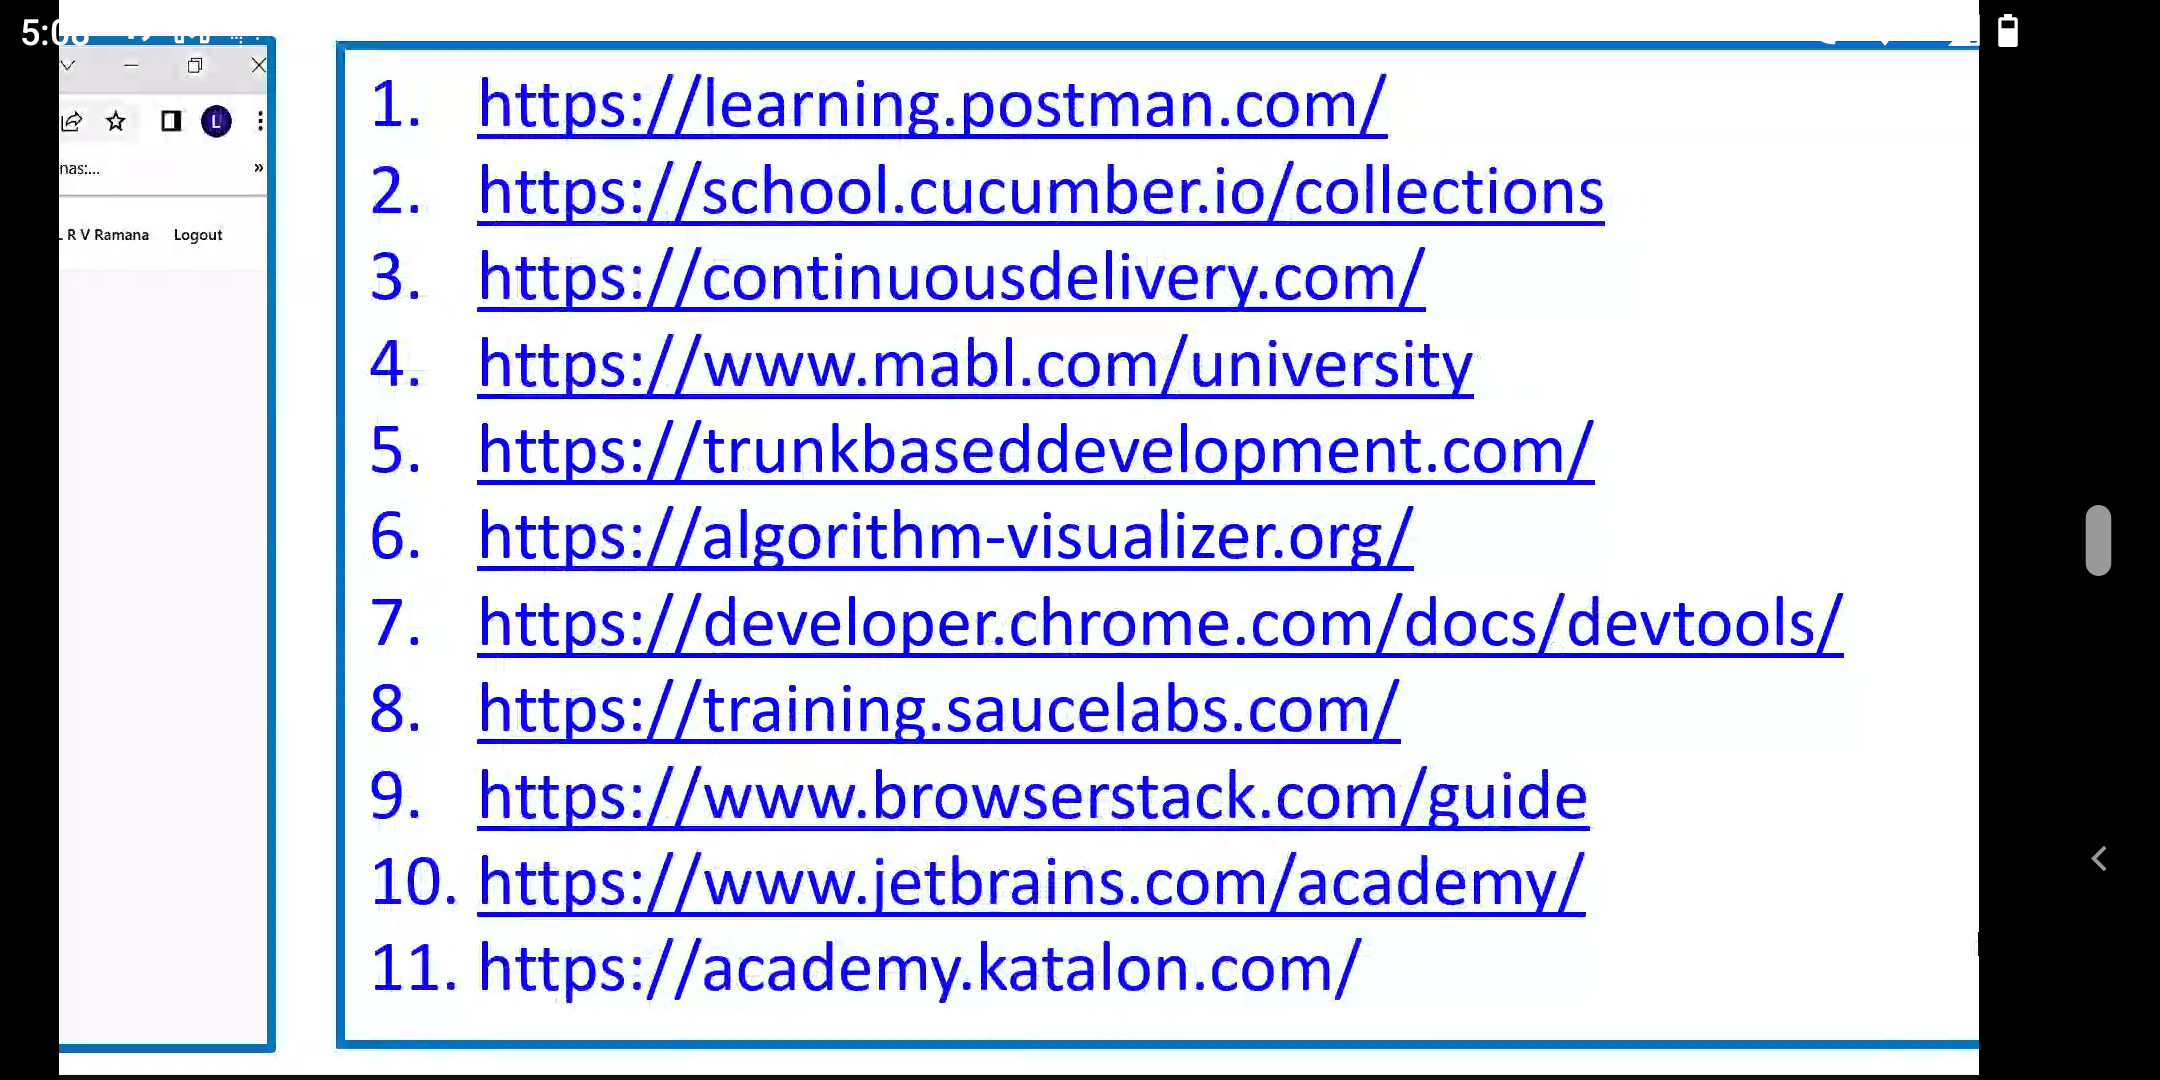 nas:... »
L R V Ramana Logout
1. https://learning.postman.com/
2. https://school.cucumber.io/collections
3. https://continuousdelivery.com/
4. https://www.mabl.com/university
5. https://trunkbaseddevelopment.com/
6. https://algorithm-visualizer.org/
7. https://developer.chrome.com/docs/devtools/
8. https://training.saucelabs.com/
9. https://www.browserstack.com/guide
10. https://www.jetbrains.com/academy/
11. https://academy.katalon.com/